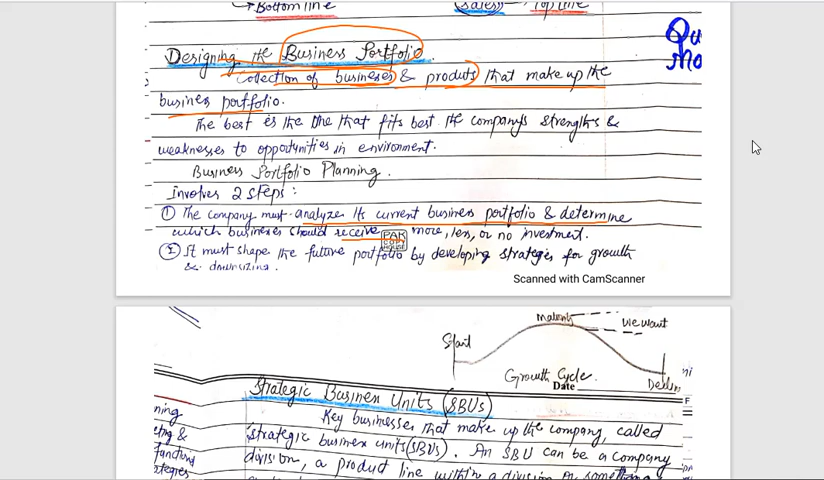 Bottom line (Sales) Top line
Designing the Business Portfolio
collection of businesses & products that make up the
business portfolio.
The best is the one that fits best the company's strengths &
weaknesses to opportunities in environment.
Business Portfolio Planning.
Involves 2 steps:
① The company must analyze its current business portfolio & determine
which businesses should receive more, less, or no investment.
PAK
COPY
HOUSE
② It must shape the future portfolio by developing strategies for growth
& downsizing.
Scanned with CamScanner
Maturity
We want
Start
Growth Cycle.
Date
Strategic Business Units (SBUs)
Key businesses that make up the company, called
strategic business units (SBUs). An SBU can be a company
division, a product line within a division or